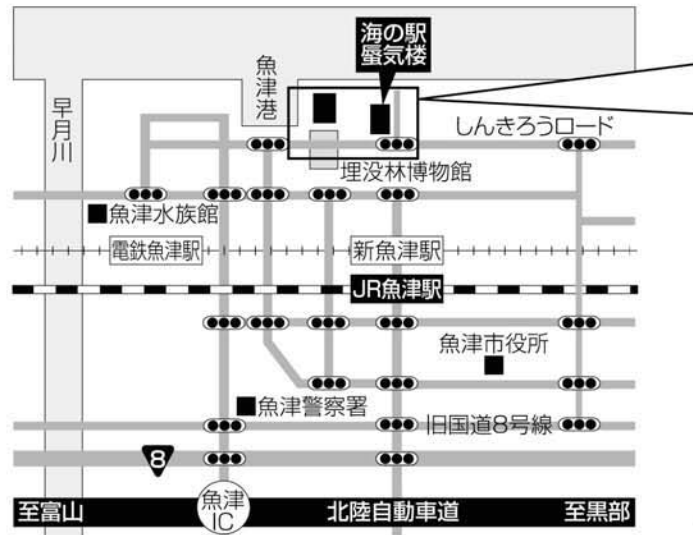 海の駅
蜃気楼
魚津港
早月川
しんきろうロード
埋没林博物館
魚津水族館
電鉄魚津駅
新魚津駅
JR魚津駅
魚津市役所
魚津警察署
旧国道8号線
8
至富山
魚津
IC
北陸自動車道
至黒部